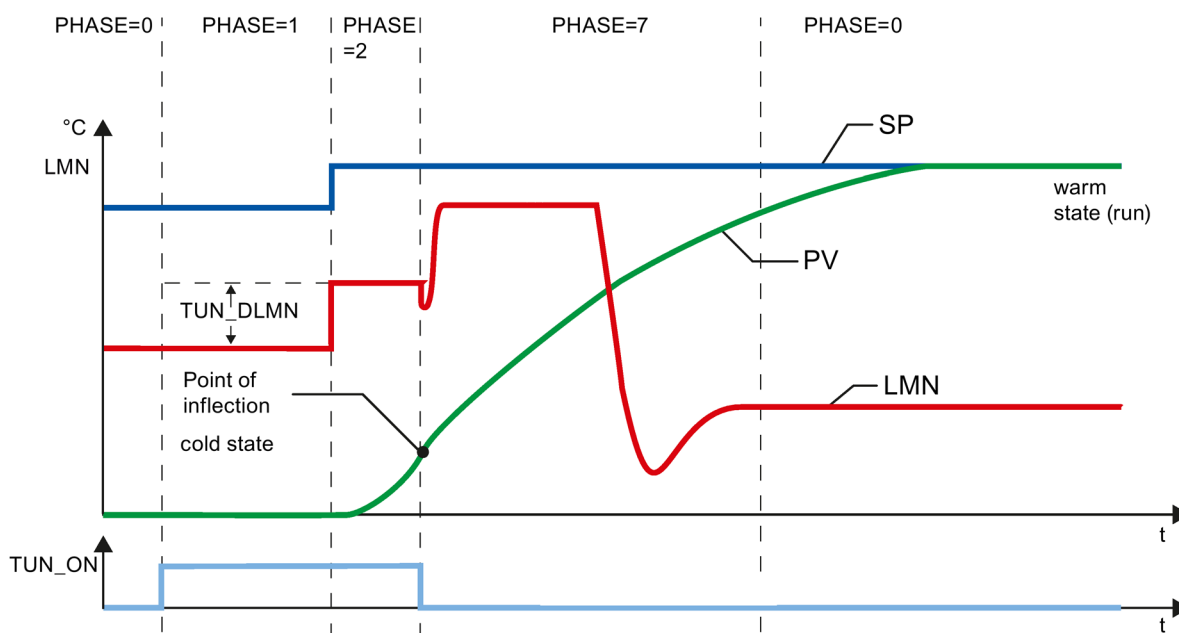 PHASE=0
PHASE=1
PHASE
=2
PHASE=7
PHASE=0
°C
LMN
SP
warm
state (run)
PV
TUN_DLMN
Point of
inflection
cold state
LMN
t
TUN_ON
t